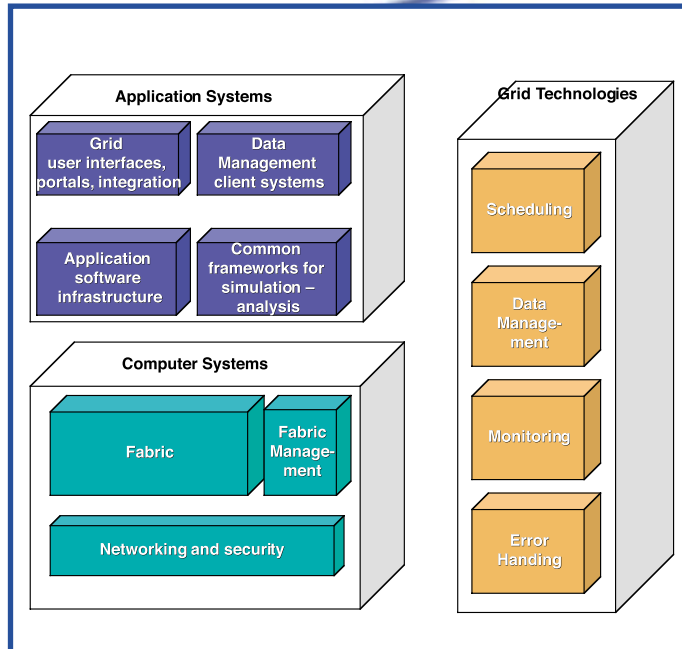 Application Systems
Grid
user interfaces,
portals, integration
Data
Management
client systems
Application
software
infrastructure
Common
frameworks for
simulation –
analysis
Computer Systems
Fabric
Fabric
Manage-
ment
Networking and security
Grid Technologies
Scheduling
Data
Manage-
ment
Monitoring
Error
Handing